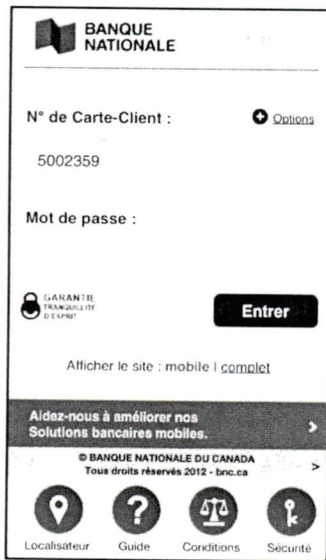 BANQUE
NATIONALE
N° de Carte-Client :
Options
5002359
Mot de passe :
GARANTIE
TRANQUILLITÉ
D'ESPRIT
Entrer
Afficher le site : mobile | complet
Aidez-nous à améliorer nos
Solutions bancaires mobiles. >
© BANQUE NATIONALE DU CANADA
Tous droits réservés 2012 - bnc.ca >
Localisateur
Guide
Conditions
Sécurité